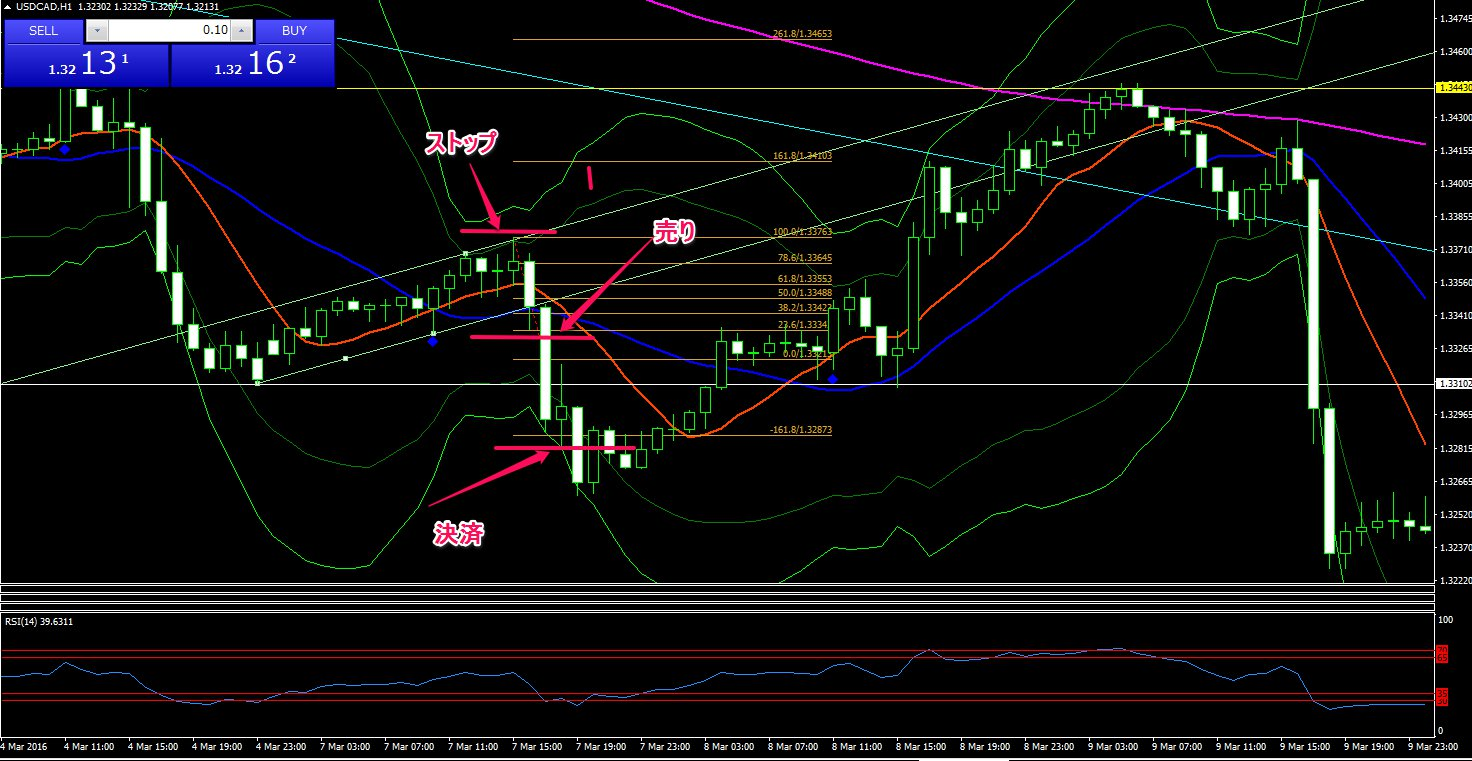 USDCAD,H1 1.32302 1.32329 1.32077 1.32131
SELL
0.10
BUY
1.32 13 1
1.32 16 2
ストップ
売り
決済
261.8/1.34653
161.8/1.34103
100.0/1.33763
78.6/1.33645
61.8/1.33553
50.0/1.33488
38.2/1.33423
23.6/1.3334
0.0/1.33213
-161.8/1.32873
1.34745
1.34600
1.34430
1.34300
1.34155
1.34005
1.33855
1.33710
1.33560
1.33410
1.33265
1.33102
1.32965
1.32815
1.32665
1.32520
1.32370
1.32220
RSI(14) 39.6311
100
70
65
35
30
0
4 Mar 2016
4 Mar 11:00
4 Mar 15:00
4 Mar 19:00
4 Mar 23:00
7 Mar 03:00
7 Mar 07:00
7 Mar 11:00
7 Mar 15:00
7 Mar 19:00
7 Mar 23:00
8 Mar 03:00
8 Mar 07:00
8 Mar 11:00
8 Mar 15:00
8 Mar 19:00
8 Mar 23:00
9 Mar 03:00
9 Mar 07:00
9 Mar 11:00
9 Mar 15:00
9 Mar 19:00
9 Mar 23:00